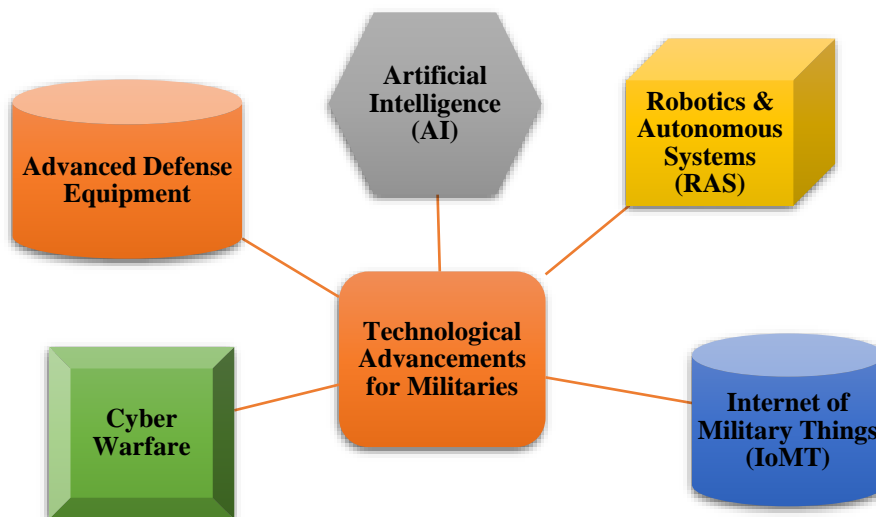 Artificial
Intelligence
(AI)
Robotics &
Autonomous
Systems
(RAS)
Advanced Defense
Equipment
Technological
Advancements
for Militaries
Cyber
Warfare
Internet of
Military Things
(IoMT)